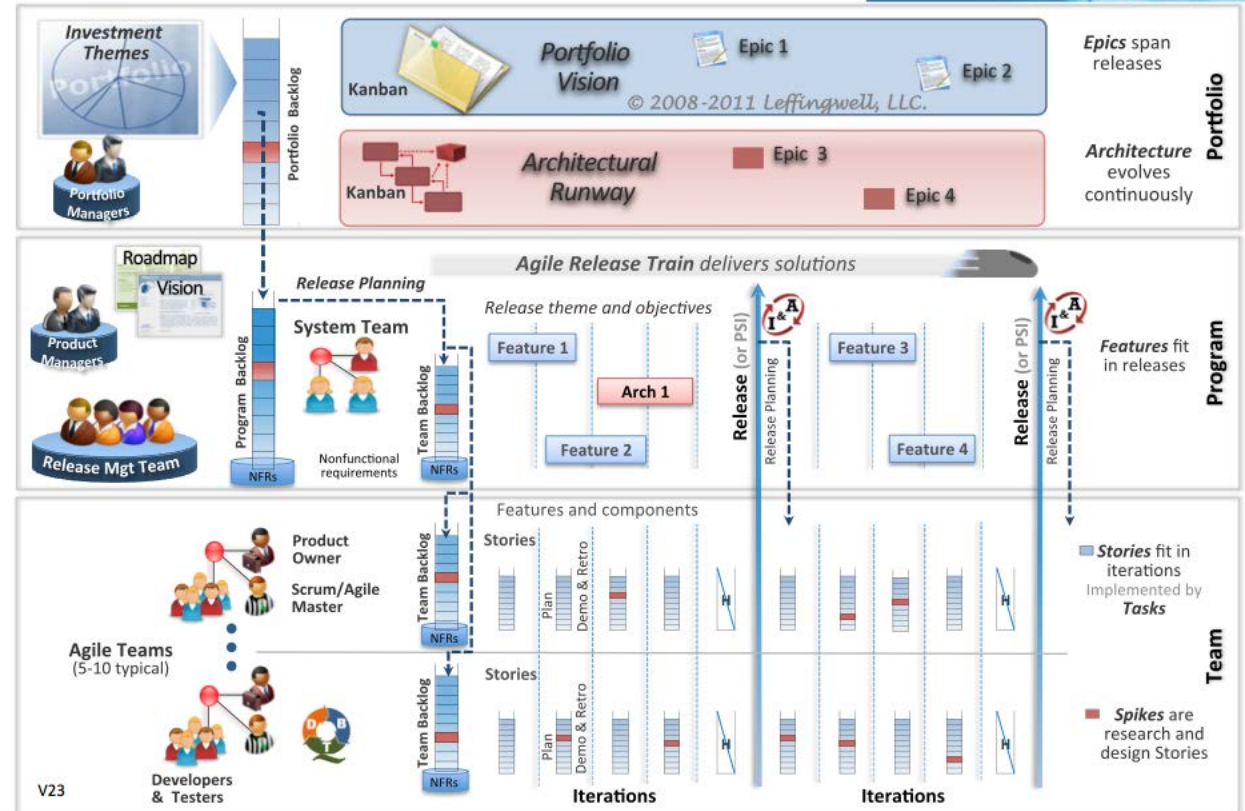 Investment
Themes
Portfolio
Portfolio
Managers
Portfolio Backlog
Kanban
Portfolio
Vision
Epic 1
Epic 2
© 2008-2011 Leffingwell, LLC.
Kanban
Architectural
Runway
Epic 3
Epic 4
Epics span
releases
Architecture
evolves
continuously
Portfolio
Roadmap
Vision
Product
Managers
Release Mgt Team
Program Backlog
NFRs
Release Planning
System Team
Nonfunctional
requirements
Team Backlog
NFRs
Agile Release Train delivers solutions
Release theme and objectives
Feature 1
Arch 1
Feature 2
Release (or PSI)
I & A
Release Planning
Feature 3
Feature 4
Release (or PSI)
I & A
Release Planning
Features fit
in releases
Program
Product
Owner
Scrum/Agile
Master
Agile Teams
(5-10 typical)
Developers
& Testers
D B T
V23
Team Backlog
NFRs
Team Backlog
NFRs
Features and components
Stories
Plan
Demo & Retro
H
H
Stories
Plan
Demo & Retro
H
H
Iterations
Iterations
Stories fit in
iterations
Implemented by
Tasks
Spikes are
research and
design Stories
Team